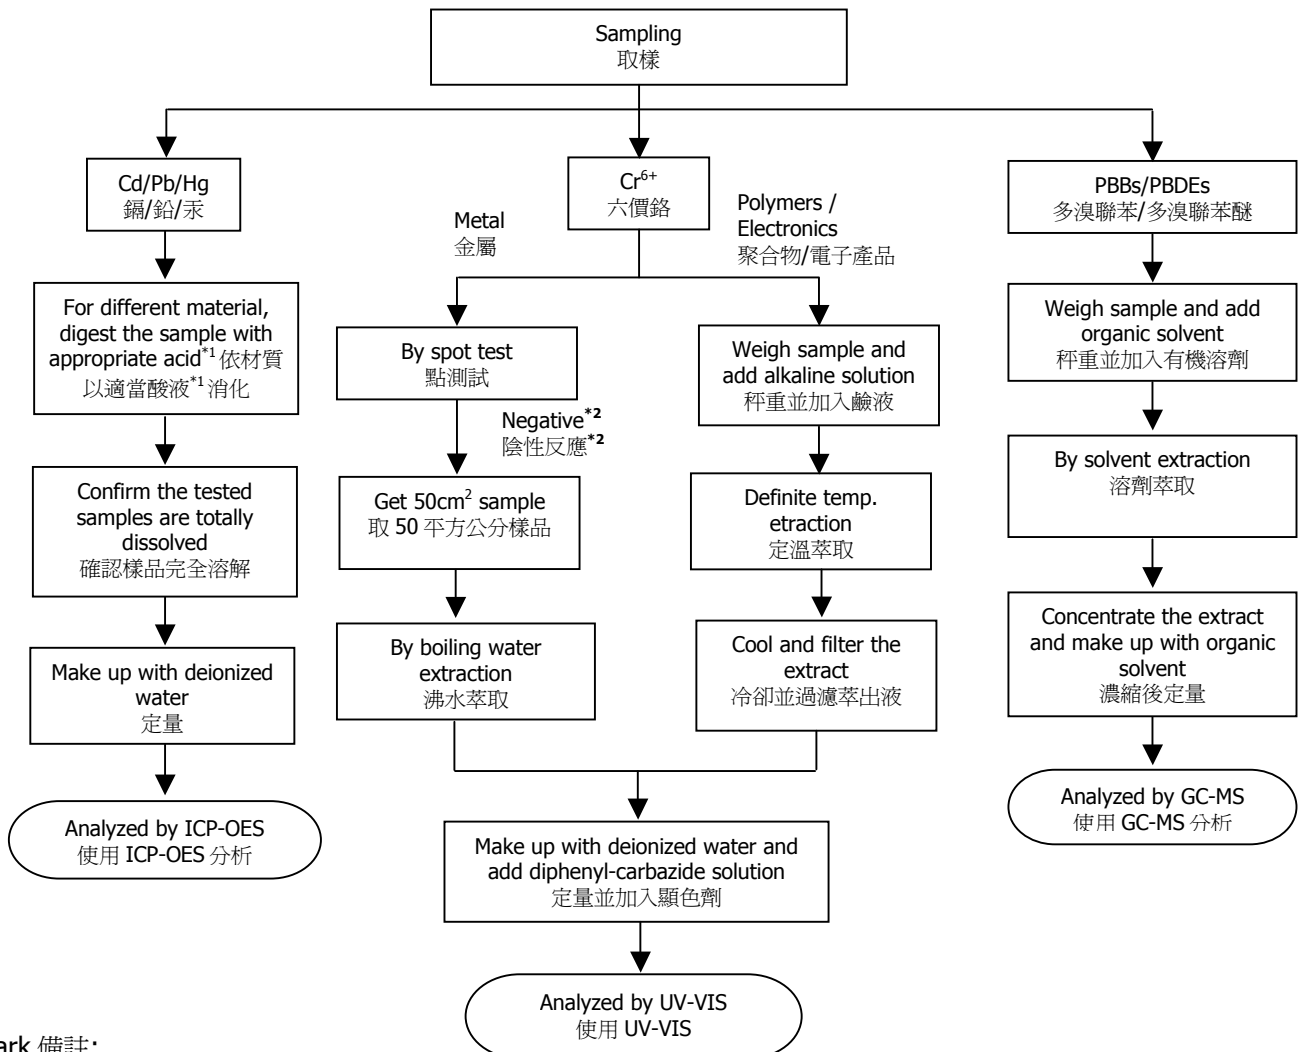 Sampling
取樣
Cd/Pb/Hg
鎘/鉛/汞
For different material,
digest the sample with
appropriate acid*1 依材質
以適當酸液*1 消化
Confirm the tested
samples are totally
dissolved
確認樣品完全溶解
Make up with deionized
water
定量
Analyzed by ICP-OES
使用 ICP-OES 分析
Cr6+
六價鉻
Metal
金屬
By spot test
點測試
Negative*2
陰性反應*2
Get 50cm2 sample
取 50 平方公分樣品
By boiling water
extraction
沸水萃取
Polymers /
Electronics
聚合物/電子產品
Weigh sample and
add alkaline solution
秤重並加入鹼液
Definite temp.
etraction
定溫萃取
Cool and filter the
extract
冷卻並過濾萃出液
Make up with deionized water and
add diphenyl-carbazide solution
定量並加入顯色劑
Analyzed by UV-VIS
使用 UV-VIS
PBBs/PBDEs
多溴聯苯/多溴聯苯醚
Weigh sample and add
organic solvent
秤重並加入有機溶劑
By solvent extraction
溶劑萃取
Concentrate the extract
and make up with organic
solvent
濃縮後定量
Analyzed by GC-MS
使用 GC-MS 分析
ark 備註: